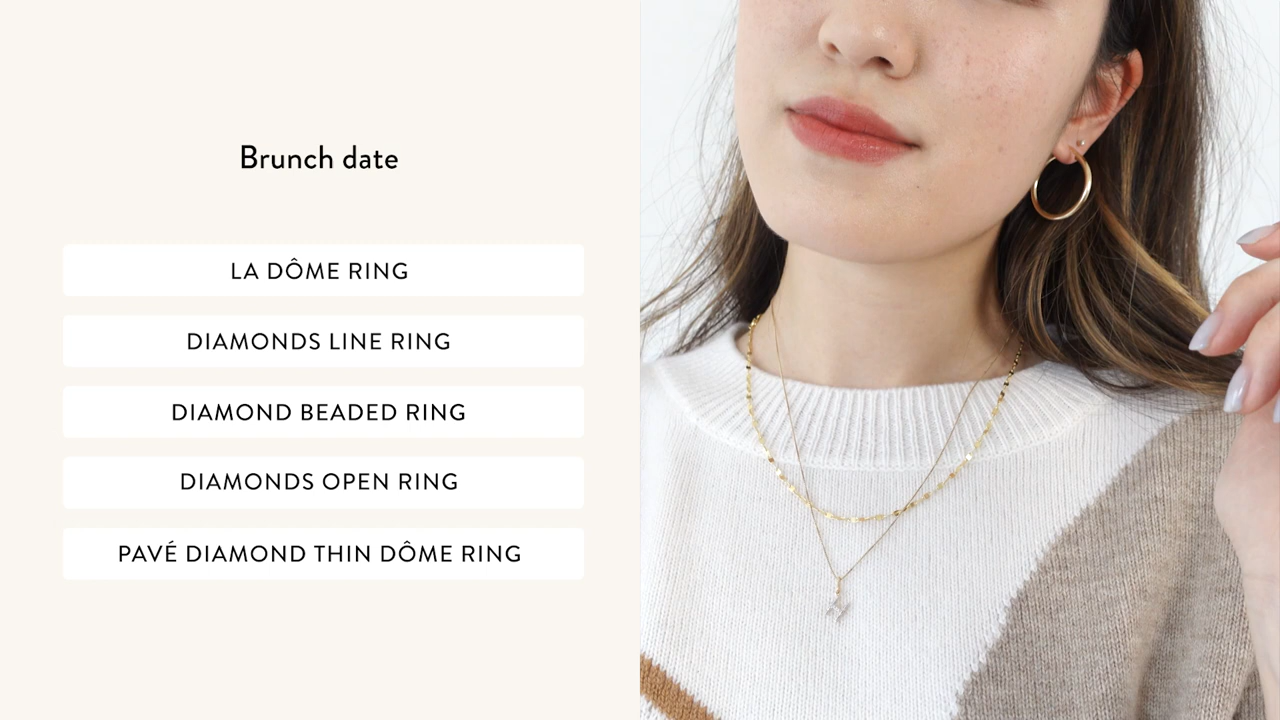 Brunch date
LA DÔME RING
DIAMONDS LINE RING
DIAMOND BEADED RING
DIAMONDS OPEN RING
PAVÉ DIAMOND THIN DÔME RING